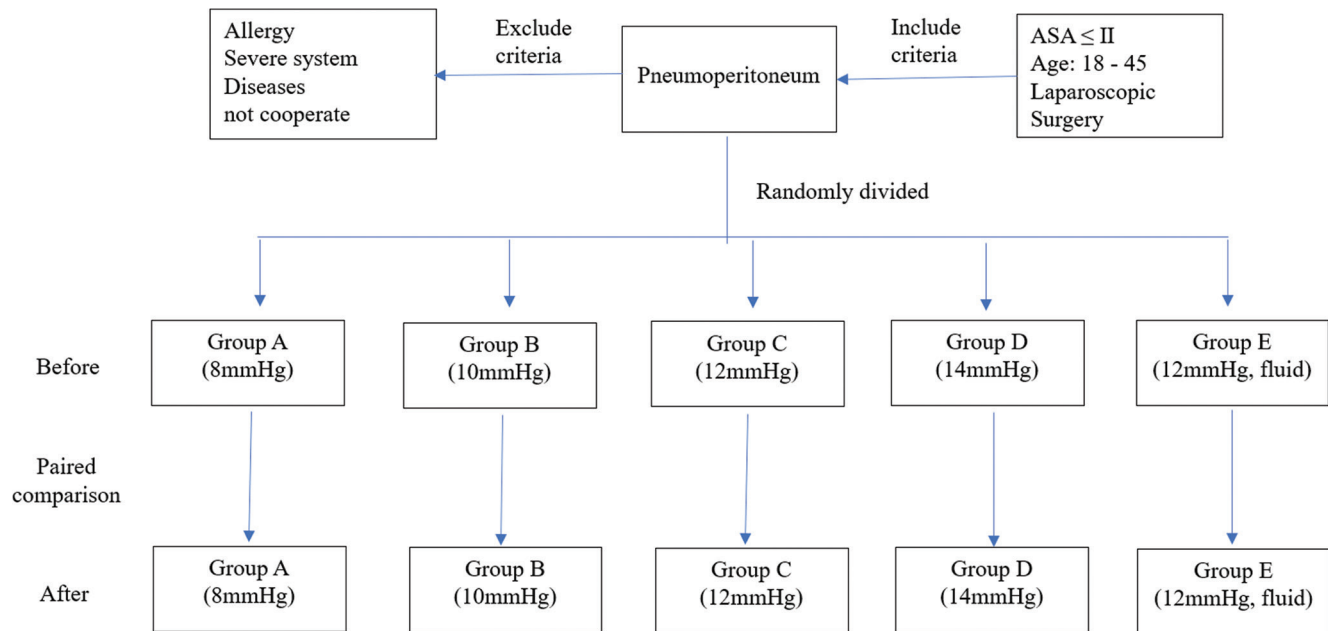 Allergy
Severe system
Diseases
not cooperate
Exclude
criteria
Pneumoperitoneum
Include
criteria
ASA ≤ II
Age: 18 - 45
Laparoscopic
Surgery
Randomly divided
Before
Group A
(8mmHg)
Group B
(10mmHg)
Group C
(12mmHg)
Group D
(14mmHg)
Group E
(12mmHg, fluid)
Paired
comparison
After
Group A
(8mmHg)
Group B
(10mmHg)
Group C
(12mmHg)
Group D
(14mmHg)
Group E
(12mmHg, fluid)